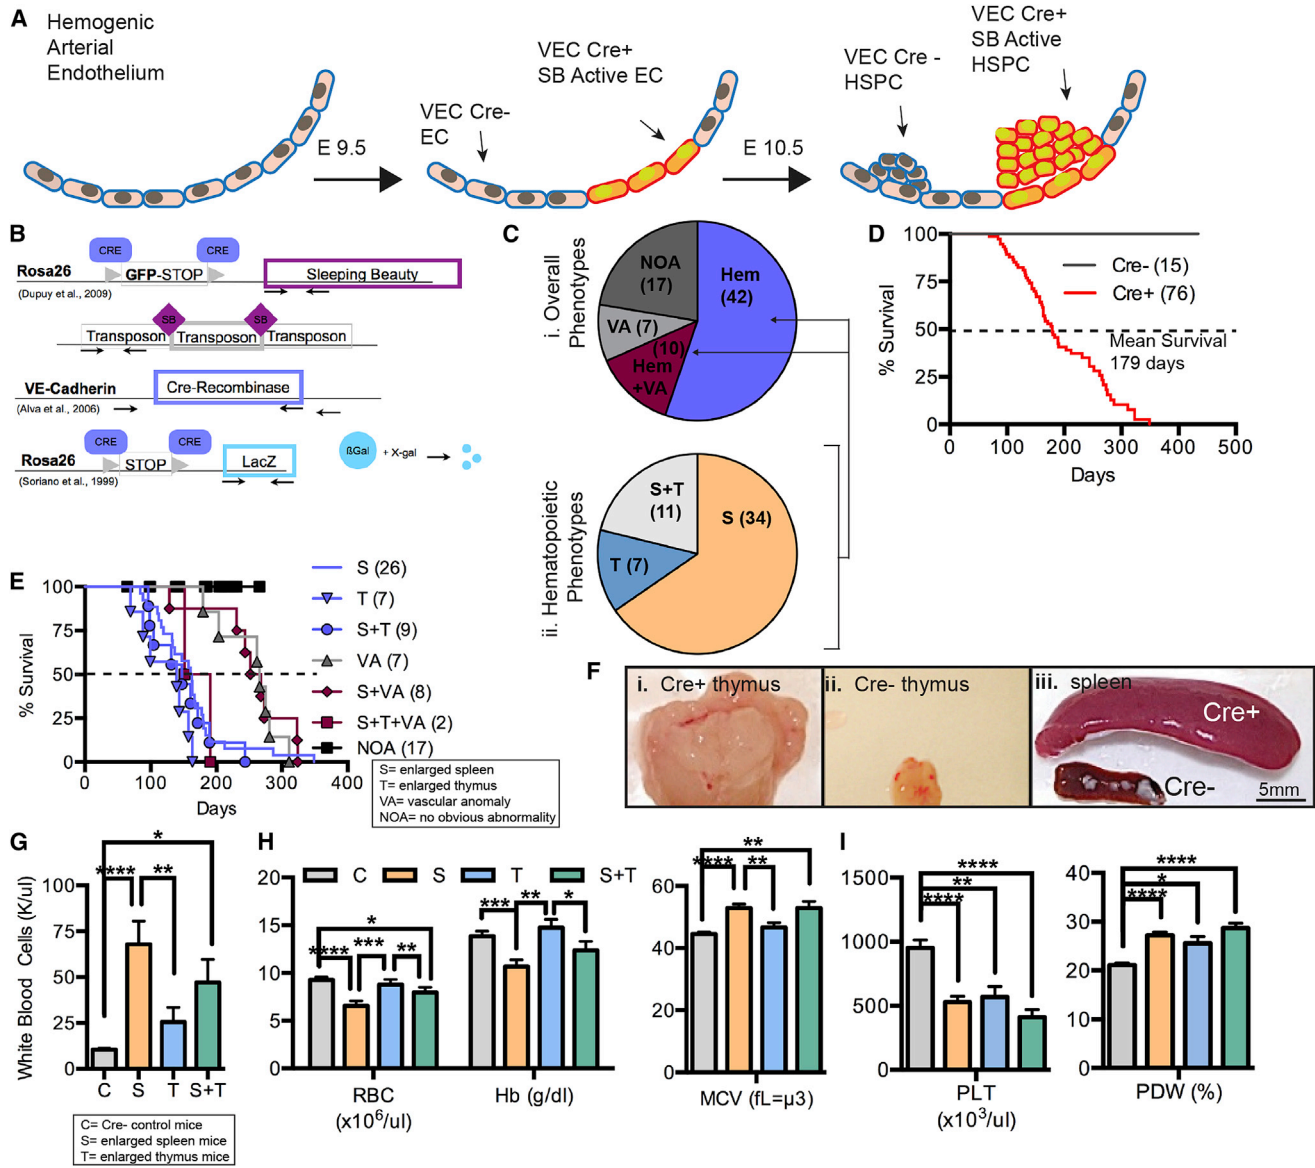 A
Hemogenic
Arterial
Endothelium
E 9.5
VEC Cre-
EC
VEC Cre+
SB Active EC
E 10.5
VEC Cre -
HSPC
VEC Cre+
SB Active
HSPC
B
CRE
CRE
Rosa26
GFP-STOP
Sleeping Beauty
(Dupuy et al., 2009)
SB
SB
Transposon
Transposon
Transposon
VE-Cadherin
Cre-Recombinase
(Alva et al., 2006)
CRE
CRE
Rosa26
STOP
LacZ
(Soriano et al., 1999)
ßGal
+ X-gal
C
i. Overall
Phenotypes
NOA
(17)
Hem
(42)
VA (7)
(10)
Hem
+VA
ii. Hematopoietic
Phenotypes
S+T
(11)
S (34)
T (7)
D
% Survival
100
75
50
25
0
0 100 200 300 400 500
Days
Cre- (15)
Cre+ (76)
Mean Survival
179 days
E
% Survival
100
75
50
25
0
0 100 200 300 400
Days
S (26)
T (7)
S+T (9)
VA (7)
S+VA (8)
S+T+VA (2)
NOA (17)
S= enlarged spleen
T= enlarged thymus
VA= vascular anomaly
NOA= no obvious abnormality
F
i. Cre+ thymus
ii. Cre- thymus
iii. spleen
Cre+
Cre-
5mm
G
White Blood Cells (K/ul)
100
75
50
25
0
*
****
**
C S T S+T
C= Cre- control mice
S= enlarged spleen mice
T= enlarged thymus mice
H
C S T S+T
20
15
10
5
0
*
****
***
**
***
**
*
RBC
(x10⁶/ul)
Hb (g/dl)
60
40
20
0
**
****
**
MCV (fL=µ3)
I
1500
1000
500
0
****
**
****
PLT
(x10³/ul)
40
30
20
10
0
****
*
****
PDW (%)